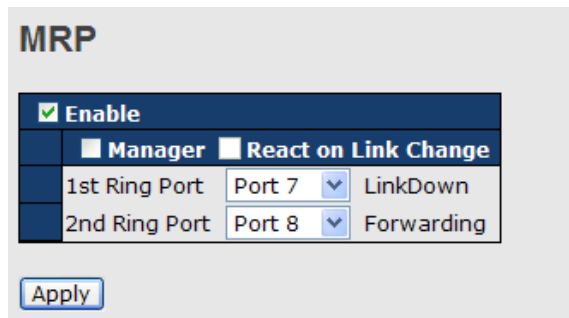 MRP
Enable
Manager React on Link Change
1st Ring Port Port 7 LinkDown
2nd Ring Port Port 8 Forwarding
Apply